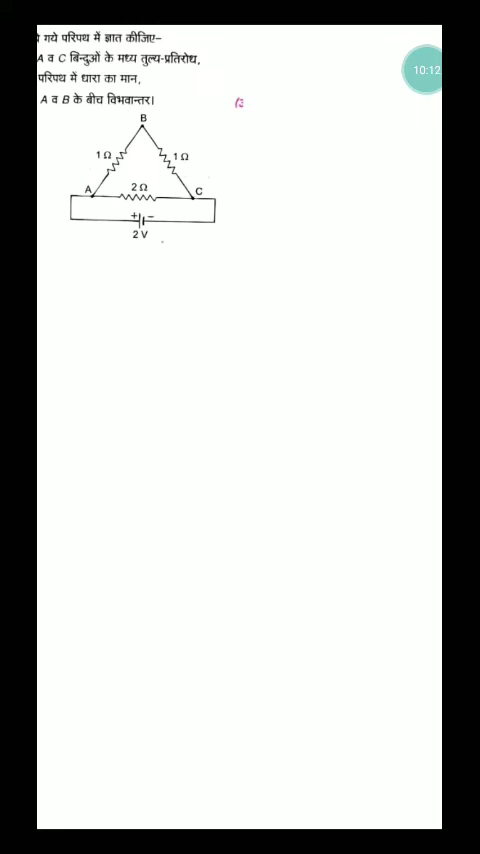 गये परिपथ में ज्ञात कीजिए–
A व C बिन्दुओं के मध्य तुल्य-प्रतिरोध,
10:12
परिपथ में धारा का मान,
A व B के बीच विभवान्तर।
B
1 Ω
1 Ω
A
2 Ω
C
+ –
2 V